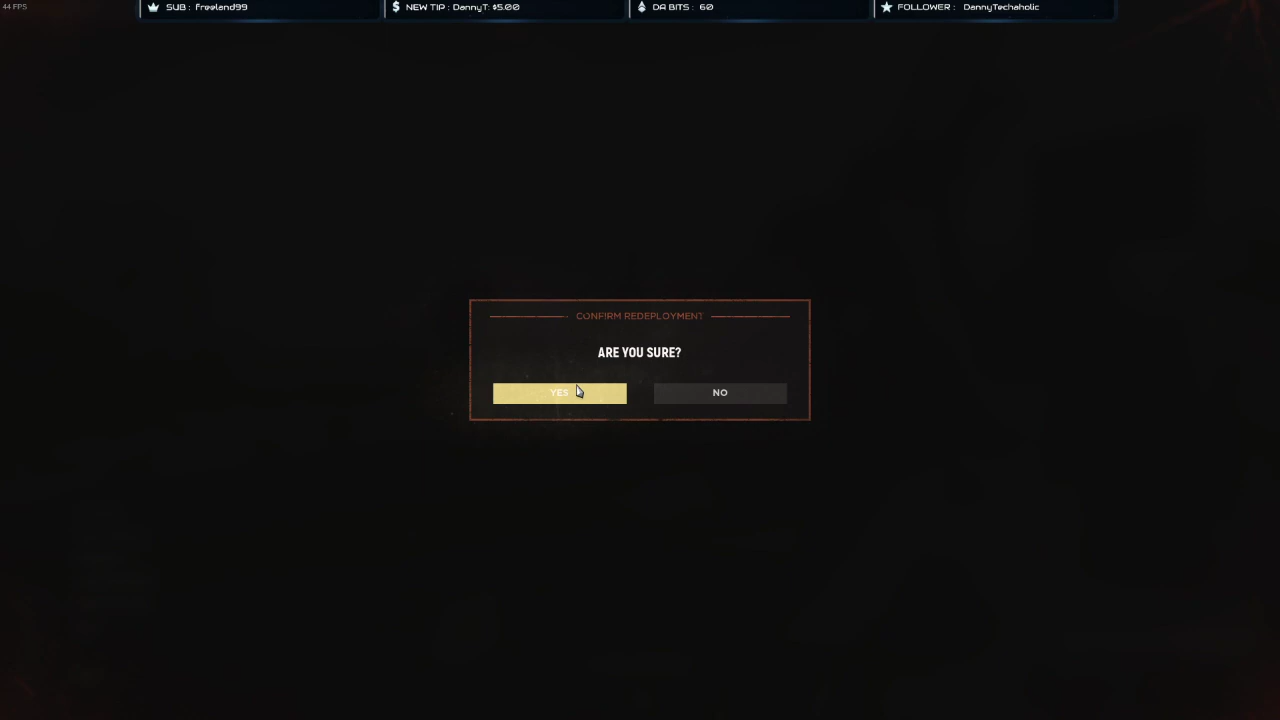 44 FPS
SUB : Freeland99
$ NEW TIP : DannyT: $5.00
DA BITS : 60
FOLLOWER : DannyTechaholic
CONFIRM REDEPLOYMENT
ARE YOU SURE?
YES
NO